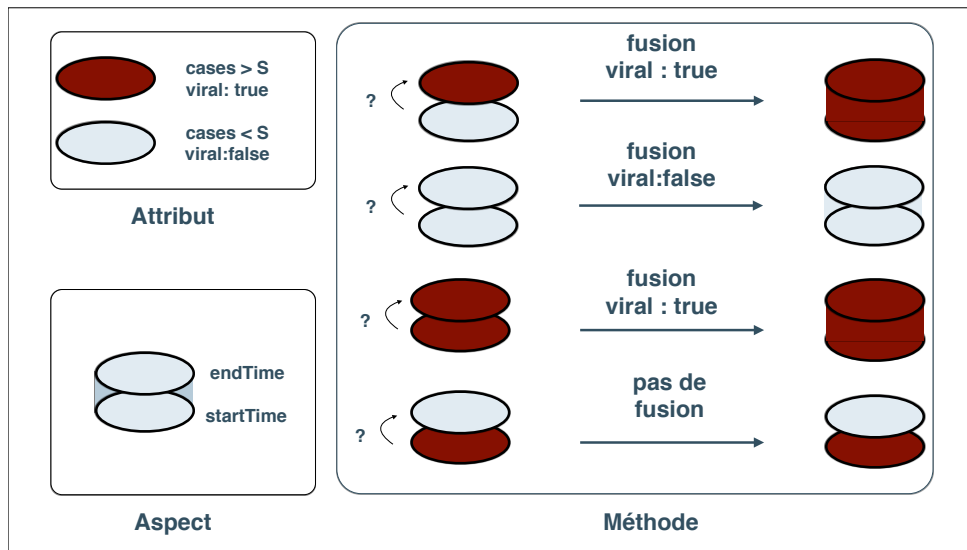 cases > S
viral: true
cases < S
viral:false
Attribut
endTime
startTime
Aspect
?
fusion
viral : true
?
fusion
viral:false
?
fusion
viral : true
?
pas de
fusion
Méthode